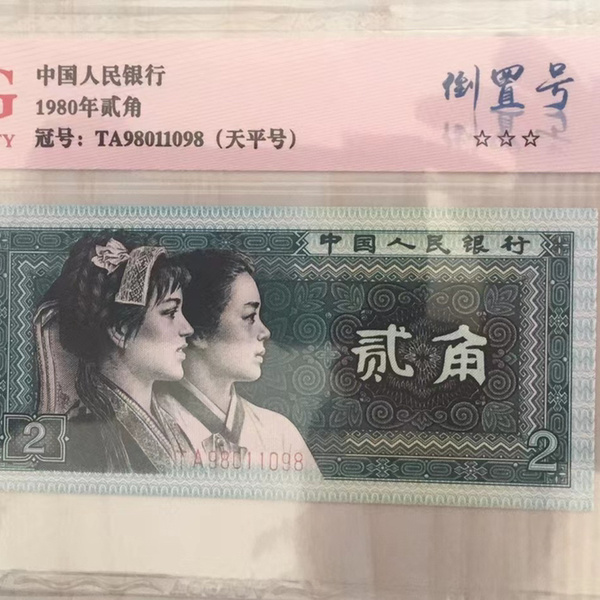 中国人民银行
1980年贰角
冠号：TA98011098（天平号）
倒置号
☆☆☆
G
TY
中国人民银行
贰角
2
2
TA98011098